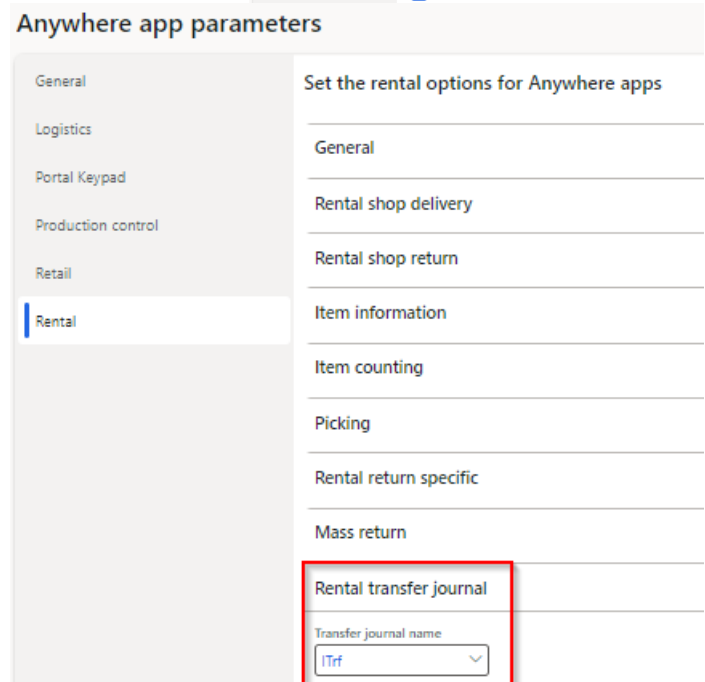 Anywhere app parameters
General
Logistics
Portal Keypad
Production control
Retail
Rental
Set the rental options for Anywhere apps
General
Rental shop delivery
Rental shop return
Item information
Item counting
Picking
Rental return specific
Mass return
Rental transfer journal
Transfer journal name
ITrf